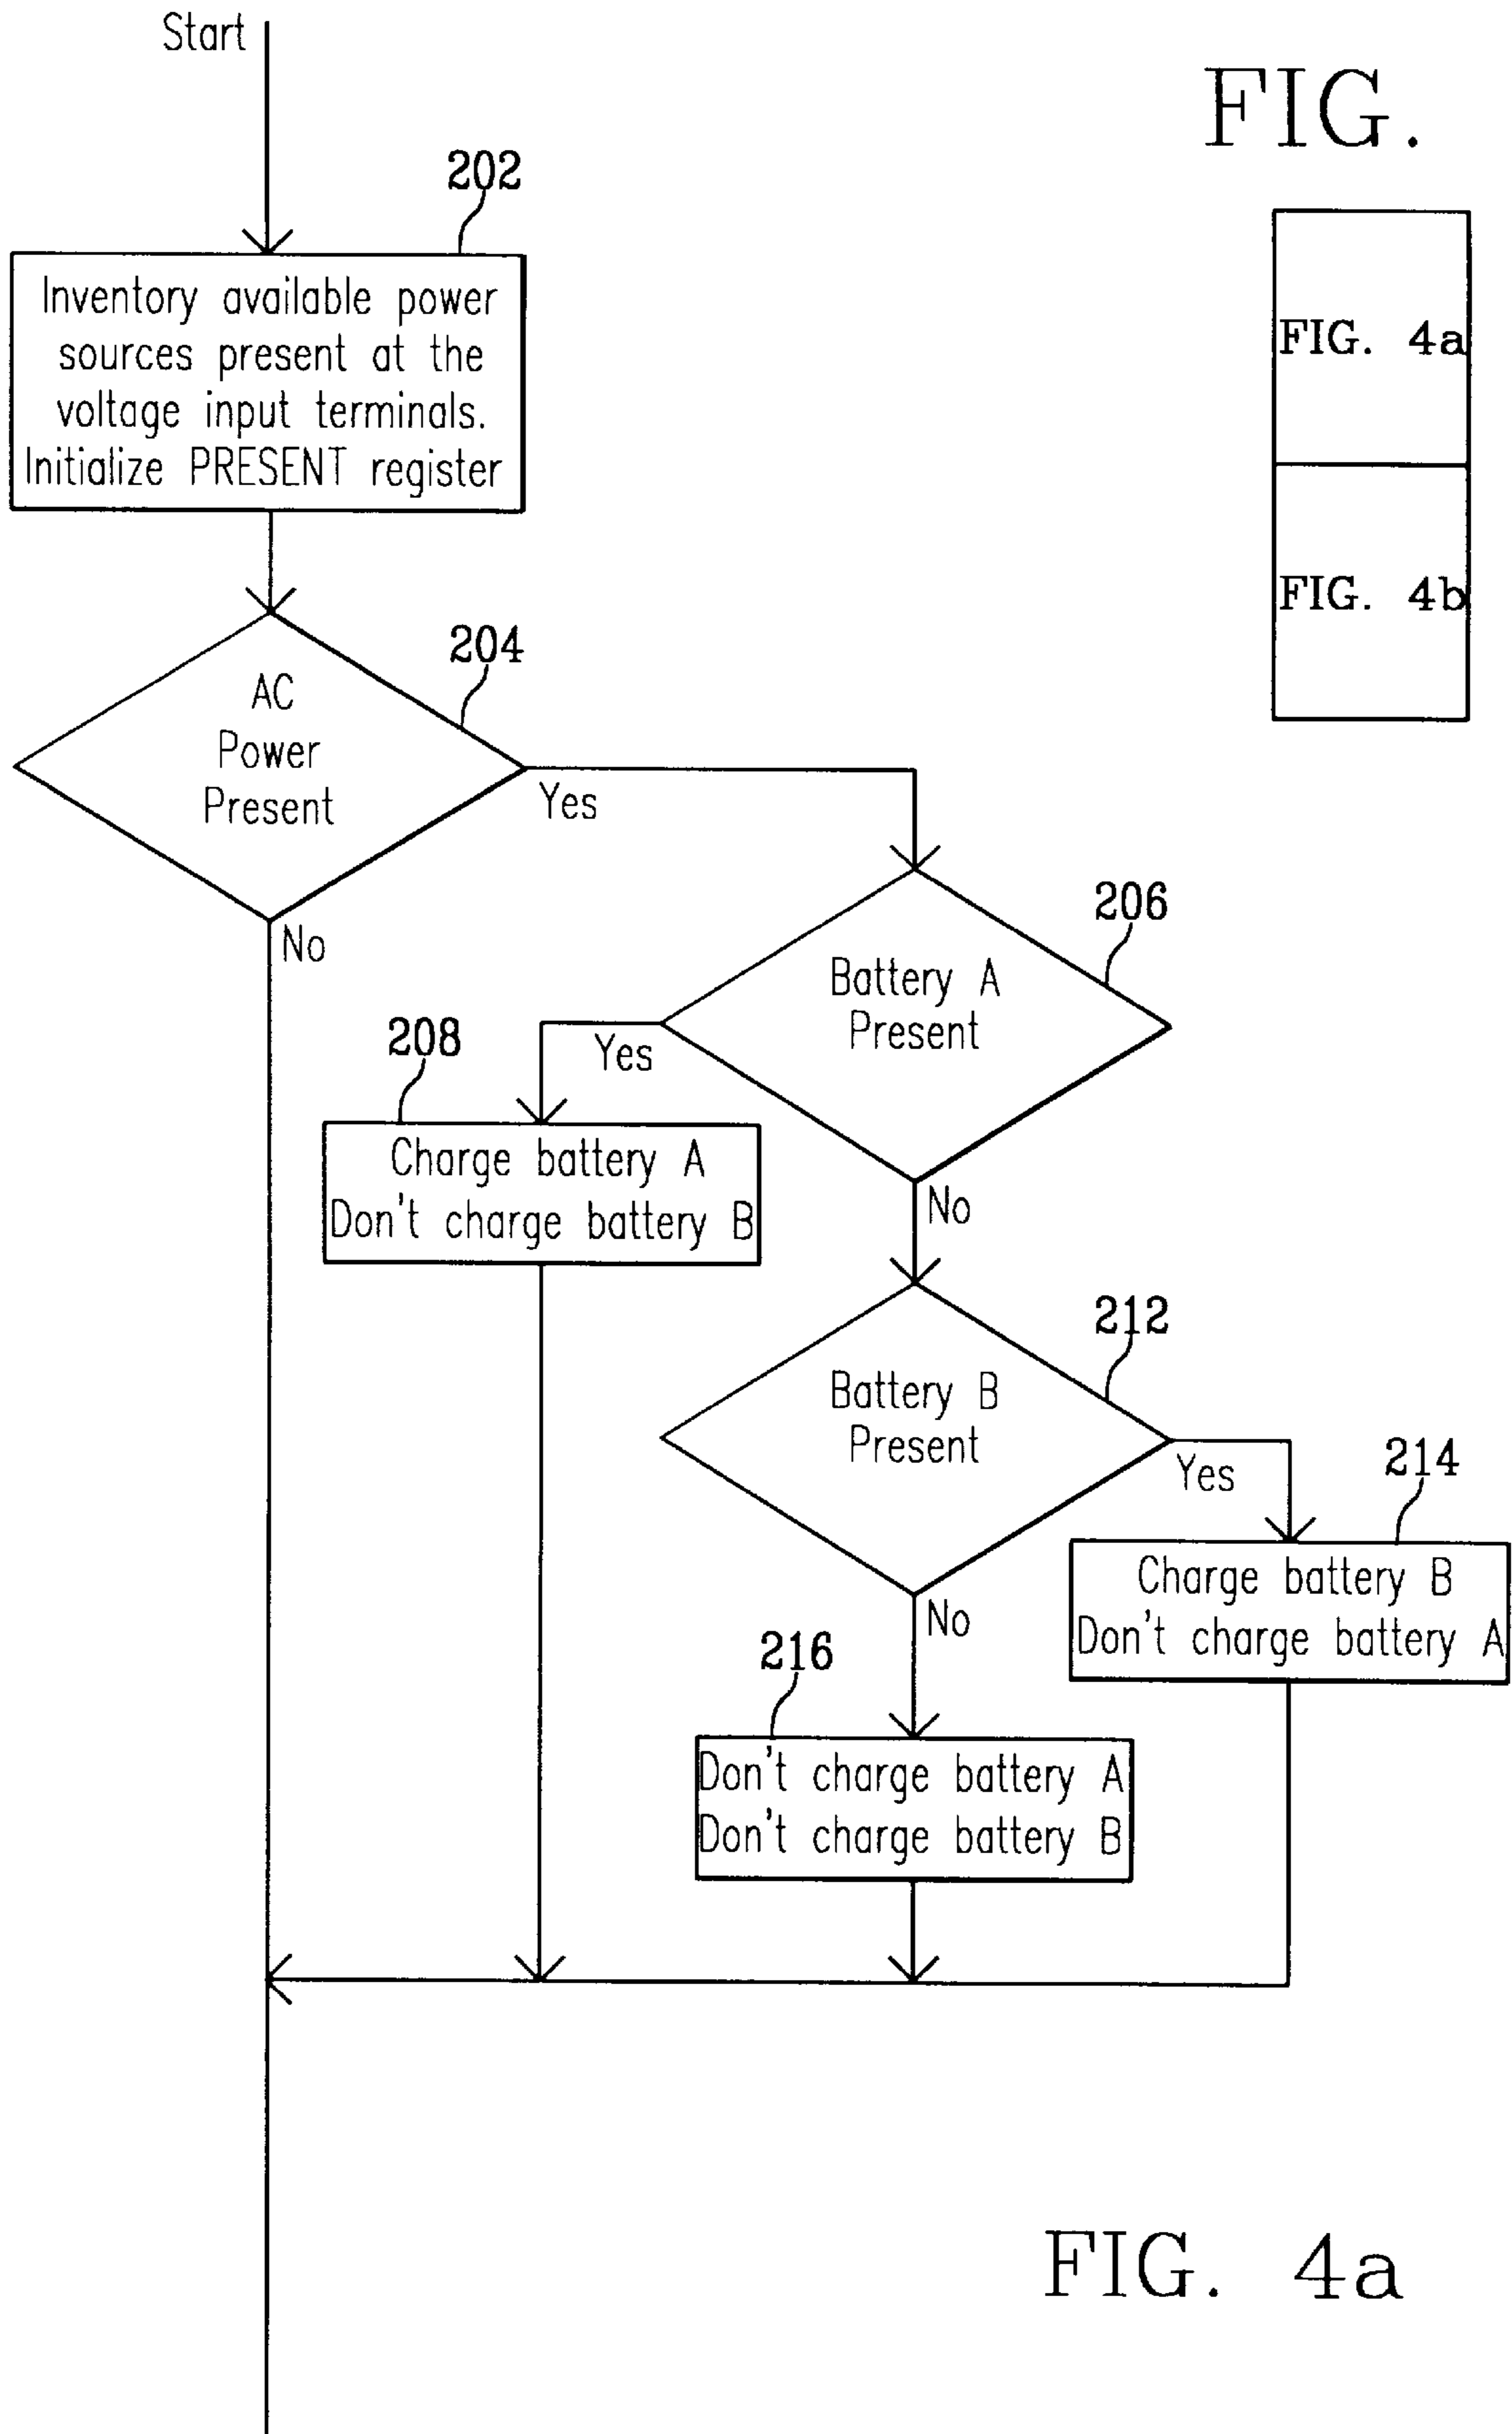 Start
FIG.
202
Inventory available power
sources present at the
voltage input terminals.
Initialize PRESENT register
FIG. 4a
FIG. 4b
204
AC
Power
Present
Yes
No
206
Battery A
Present
Yes
208
Charge battery A
Don't charge battery B
No
212
Battery B
Present
Yes
214
Charge battery B
Don't charge battery A
No
216
Don't charge battery A
Don't charge battery B
FIG. 4a